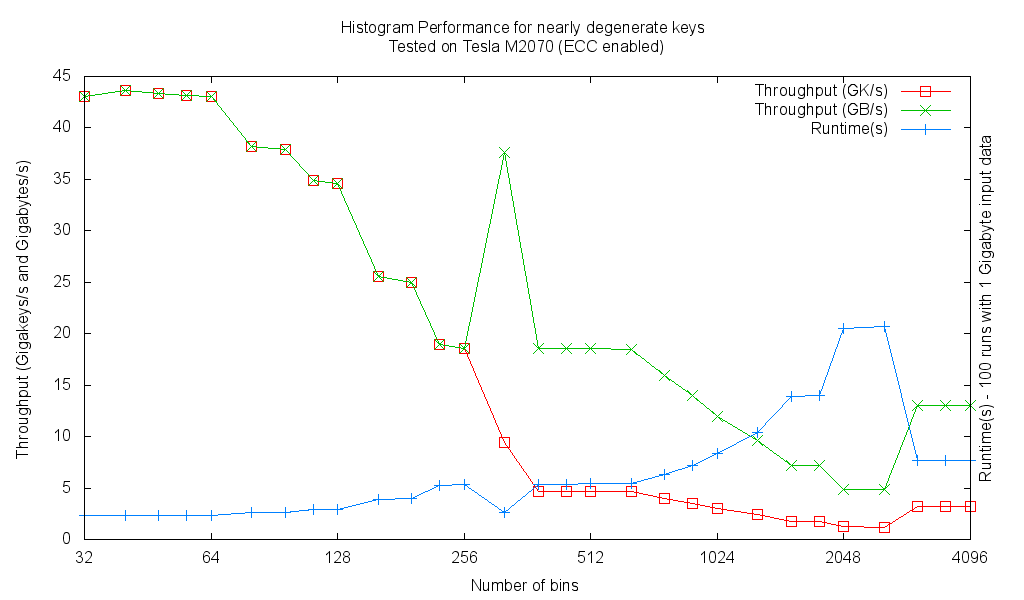 Histogram Performance for nearly degenerate keys
Tested on Tesla M2070 (ECC enabled)
Throughput (GK/s)
Throughput (GB/s)
Runtime(s)
Throughput (Gigakeys/s and Gigabytes/s)
45
40
35
30
25
20
15
10
5
0
Runtime(s) - 100 runs with 1 Gigabyte input data
32 64 128 256 512 1024 2048 4096
Number of bins